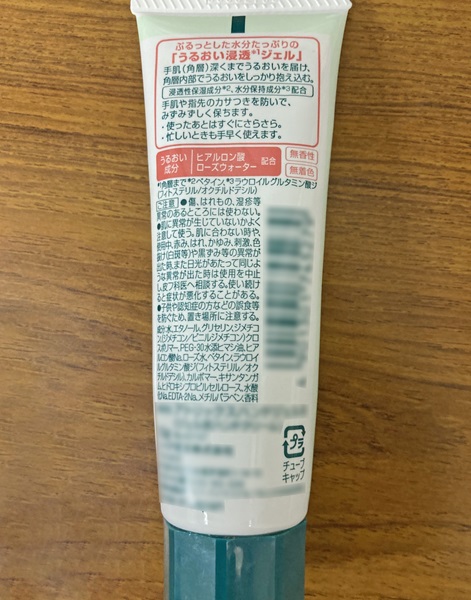 ぷるっとした水分たっぷりの
「うるおい浸透*1ジェル」
手肌(角層)深くまでうるおいを届け、
角層内部でうるおいをしっかり抱え込む。
浸透性保湿成分*2、水分保持成分*3配合
手肌や指先のカサつきを防いで、
みずみずしく保ちます。
・使ったあとはすぐにさらさら。
・忙しいときも手早く使えます。
うるおい成分
ヒアルロン酸
ローズウォーター
配合
無香性
無着色
*1角層まで *2ベタイン、*3ラウロイルグルタミン酸ジ
(フィトステリル/オクチルドデシル)
ご注意 ●傷、はれもの、湿疹等
異常のあるところには使わない。
●肌に異常が生じていないかよく
注意して使う。肌に合わない時や、
使用中、赤み、はれ、かゆみ、刺激、色
抜け(白斑等)や黒ずみ等の異常が
出た時、また日光があたって同じよ
うな異常が出た時は使用を中止
し、皮フ科医へ相談する。使い続け
ると症状が悪化することがある。
●子供や認知症の方などの誤食等
を防ぐため、置き場所に注意する。
成分:水、エタノール、グリセリン、ジメチコ
ン、(ジメチコン/ビニルジメチコン)クロ
スポリマー、PEG-30水添ヒマシ油、ヒア
ルロン酸Na、ローズ水、ベタイン、ラウロイ
ルグルタミン酸ジ(フィトステリル/オク
チルドデシル)、カルボマー、キサンタンガ
ム、ヒドロキシプロピルセルロース、水酸
化Na、EDTA-2Na、メチルパラベン、香料
プラ
チューブ
キャップ